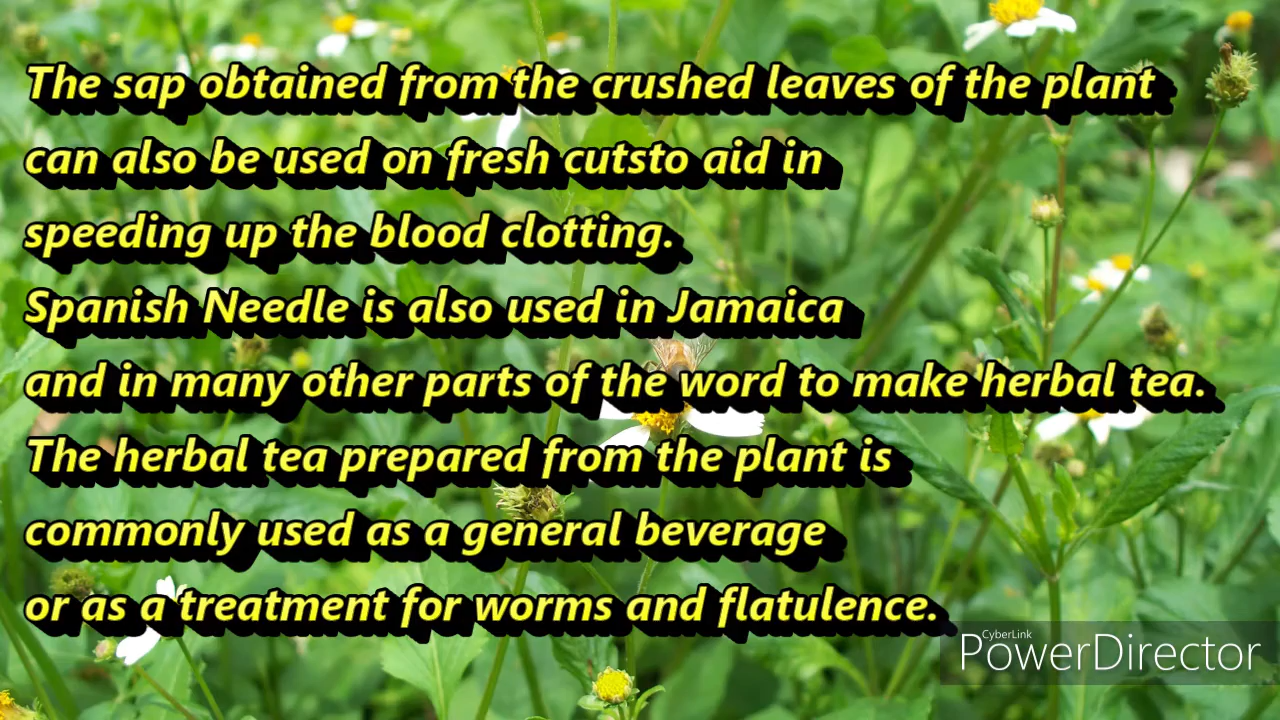 The sap obtained from the crushed leaves of the plant
can also be used on fresh cutsto aid in
speeding up the blood clotting.
Spanish Needle is also used in Jamaica
and in many other parts of the word to make herbal tea.
The herbal tea prepared from the plant is
commonly used as a general beverage
or as a treatment for worms and flatulence.
CyberLink
PowerDirector